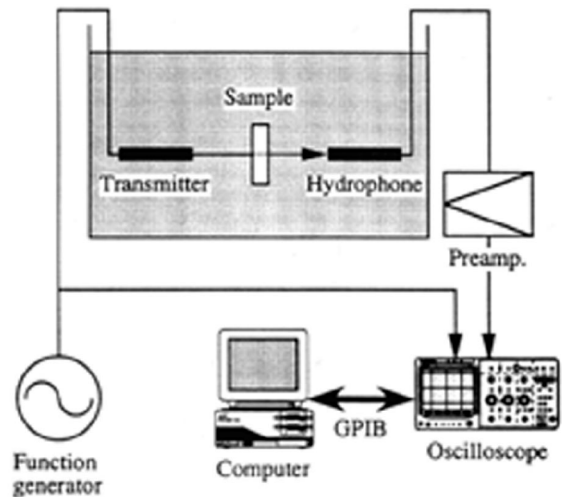 Sample
Transmitter
Hydrophone
Preamp.
GPIB
Oscilloscope
Computer
Function
generator